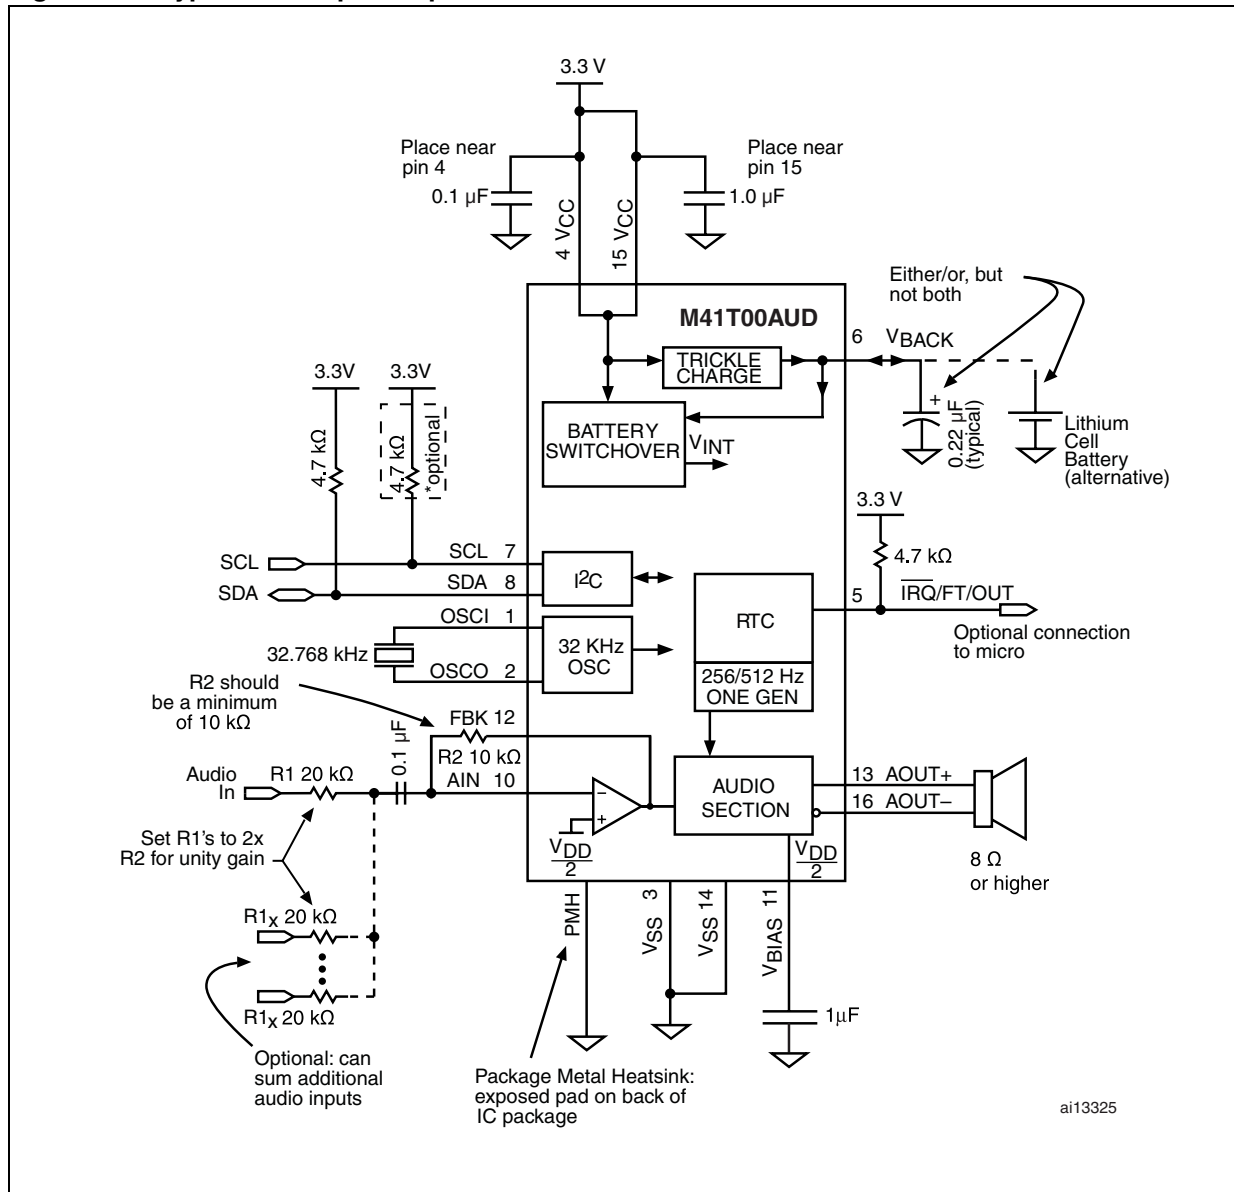 3.3 V
Place near
pin 4
0.1 µF
Place near
pin 15
1.0 µF
4 VCC
15 VCC
M41T00AUD
TRICKLE
CHARGE
BATTERY
SWITCHOVER
VINT
6 VBACK
Either/or, but
not both
+
0.22 µF
(typical)
Lithium
Cell
Battery
(alternative)
3.3V
3.3V
4.7 kΩ
4.7 kΩ
*optional
3.3 V
4.7 kΩ
SCL
SCL 7
SDA
SDA 8
I2C
5 IRQ/FT/OUT
Optional connection
to micro
RTC
OSCI 1
32.768 kHz
OSCO 2
32 KHz
OSC
256/512 Hz
ONE GEN
R2 should
be a minimum
of 10 kΩ
FBK 12
R2 10 kΩ
0.1 µF
Audio
In
R1 20 kΩ
AIN 10
−
+
VDD
2
AUDIO
SECTION
13 AOUT+
16 AOUT−
8 Ω
or higher
VDD
2
Set R1's to 2x
R2 for unity gain
R1x 20 kΩ
R1x 20 kΩ
Optional: can
sum additional
audio inputs
PMH
VSS 3
VSS 14
VBIAS 11
1µF
Package Metal Heatsink:
exposed pad on back of
IC package
ai13325